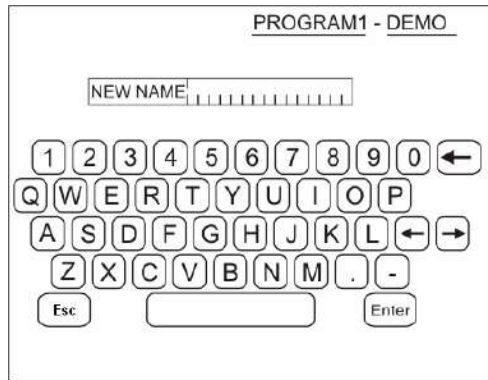 PROGRAM1 - DEMO
NEW NAME
1 2 3 4 5 6 7 8 9 0 ←
Q W E R T Y U I O P
A S D F G H J K L ← →
Z X C V B N M . -
Esc Enter